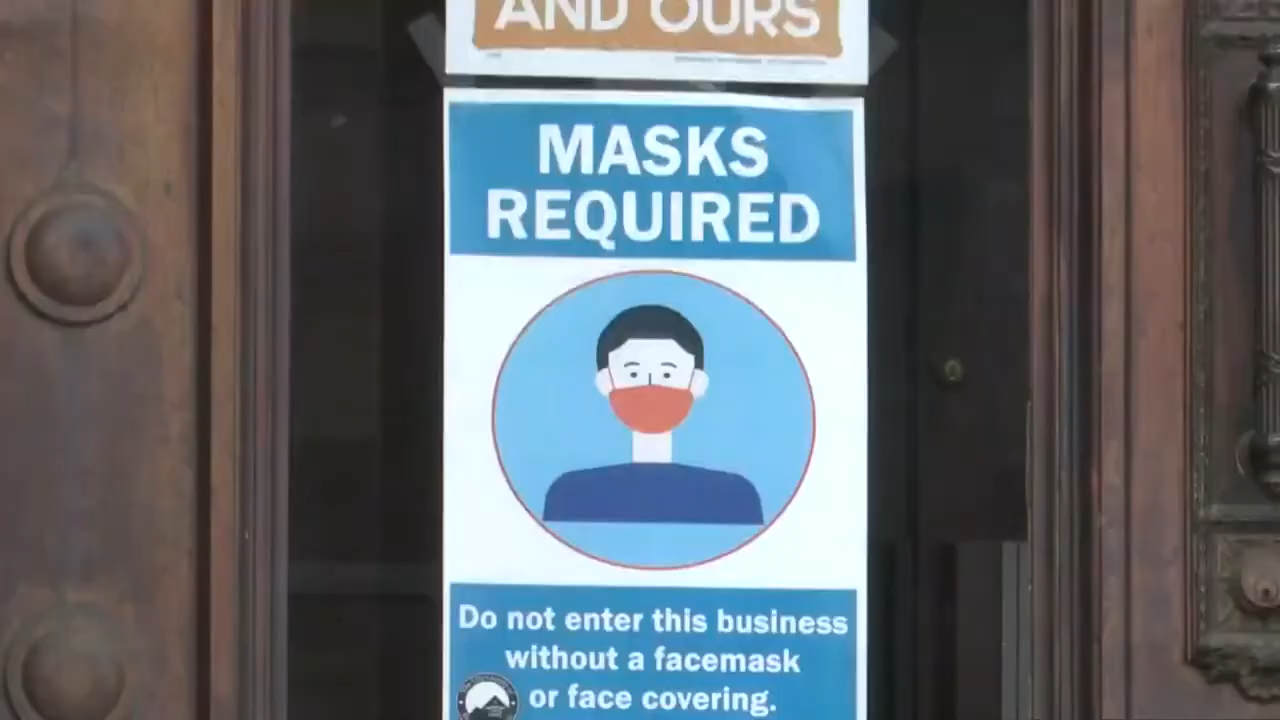 AND OURS
MASKS
REQUIRED
Do not enter this business
without a facemask
or face covering.